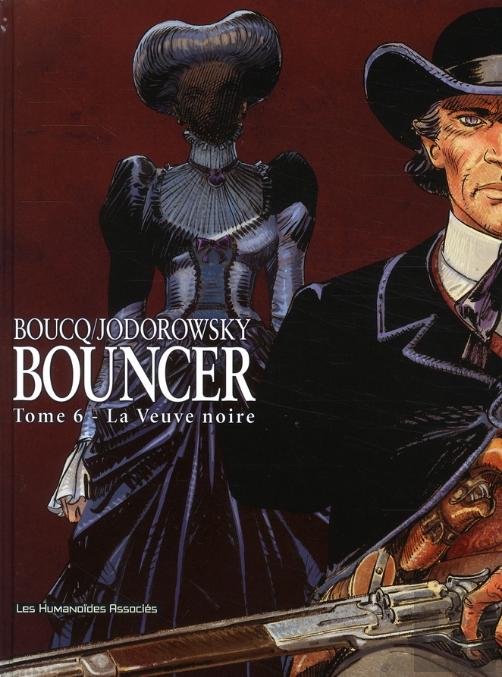 BOUCQ/JODOROWSKY
BOUNCER
Tome 6 - La Veuve noire
Les Humanoïdes Associés